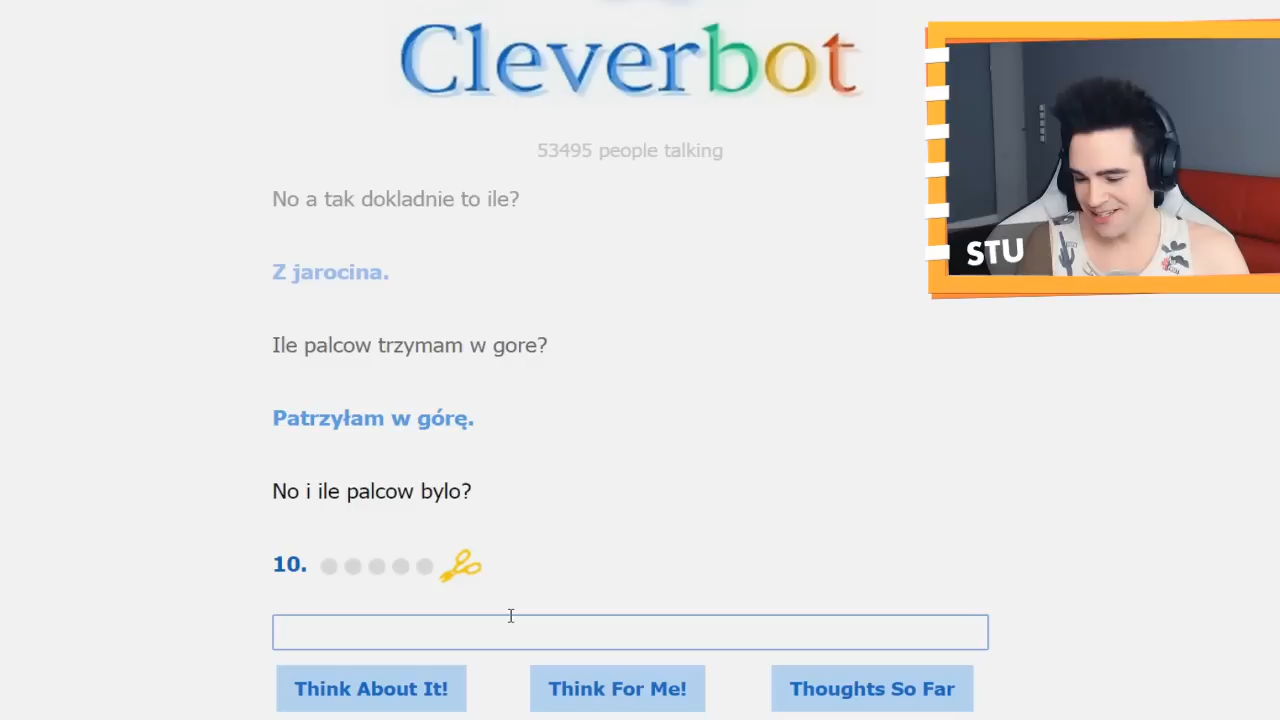 Cleverbot
53495 people talking
No a tak dokladnie to ile?
Z jarocina.
Ile palcow trzymam w gore?
Patrzyłam w górę.
No i ile palcow bylo?
10.
Think About It!
Think For Me!
Thoughts So Far
STU